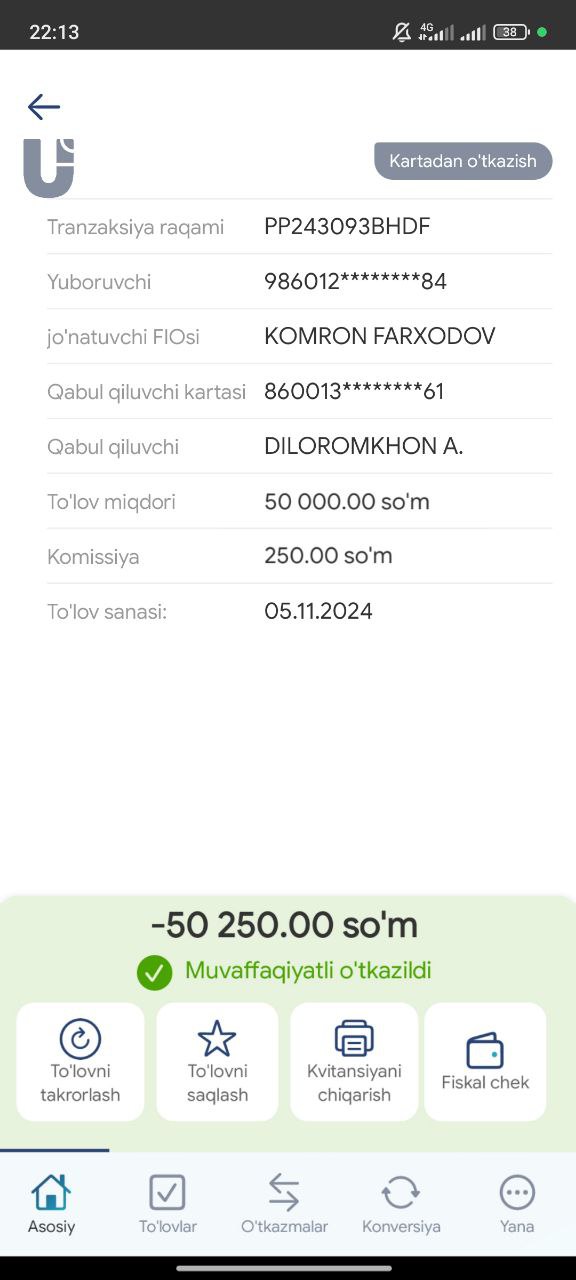 22:13
4G
38
Kartadan o'tkazish
Tranzaksiya raqami PP243093BHDF
Yuboruvchi 986012********84
jo'natuvchi FIOsi KOMRON FARXODOV
Qabul qiluvchi kartasi 860013********61
Qabul qiluvchi DILOROMKHON A.
To'lov miqdori 50 000.00 so'm
Komissiya 250.00 so'm
To'lov sanasi: 05.11.2024
-50 250.00 so'm
Muvaffaqiyatli o'tkazildi
To'lovni
takrorlash
To'lovni
saqlash
Kvitansiyani
chiqarish
Fiskal chek
Asosiy
To'lovlar
O'tkazmalar
Konversiya
Yana